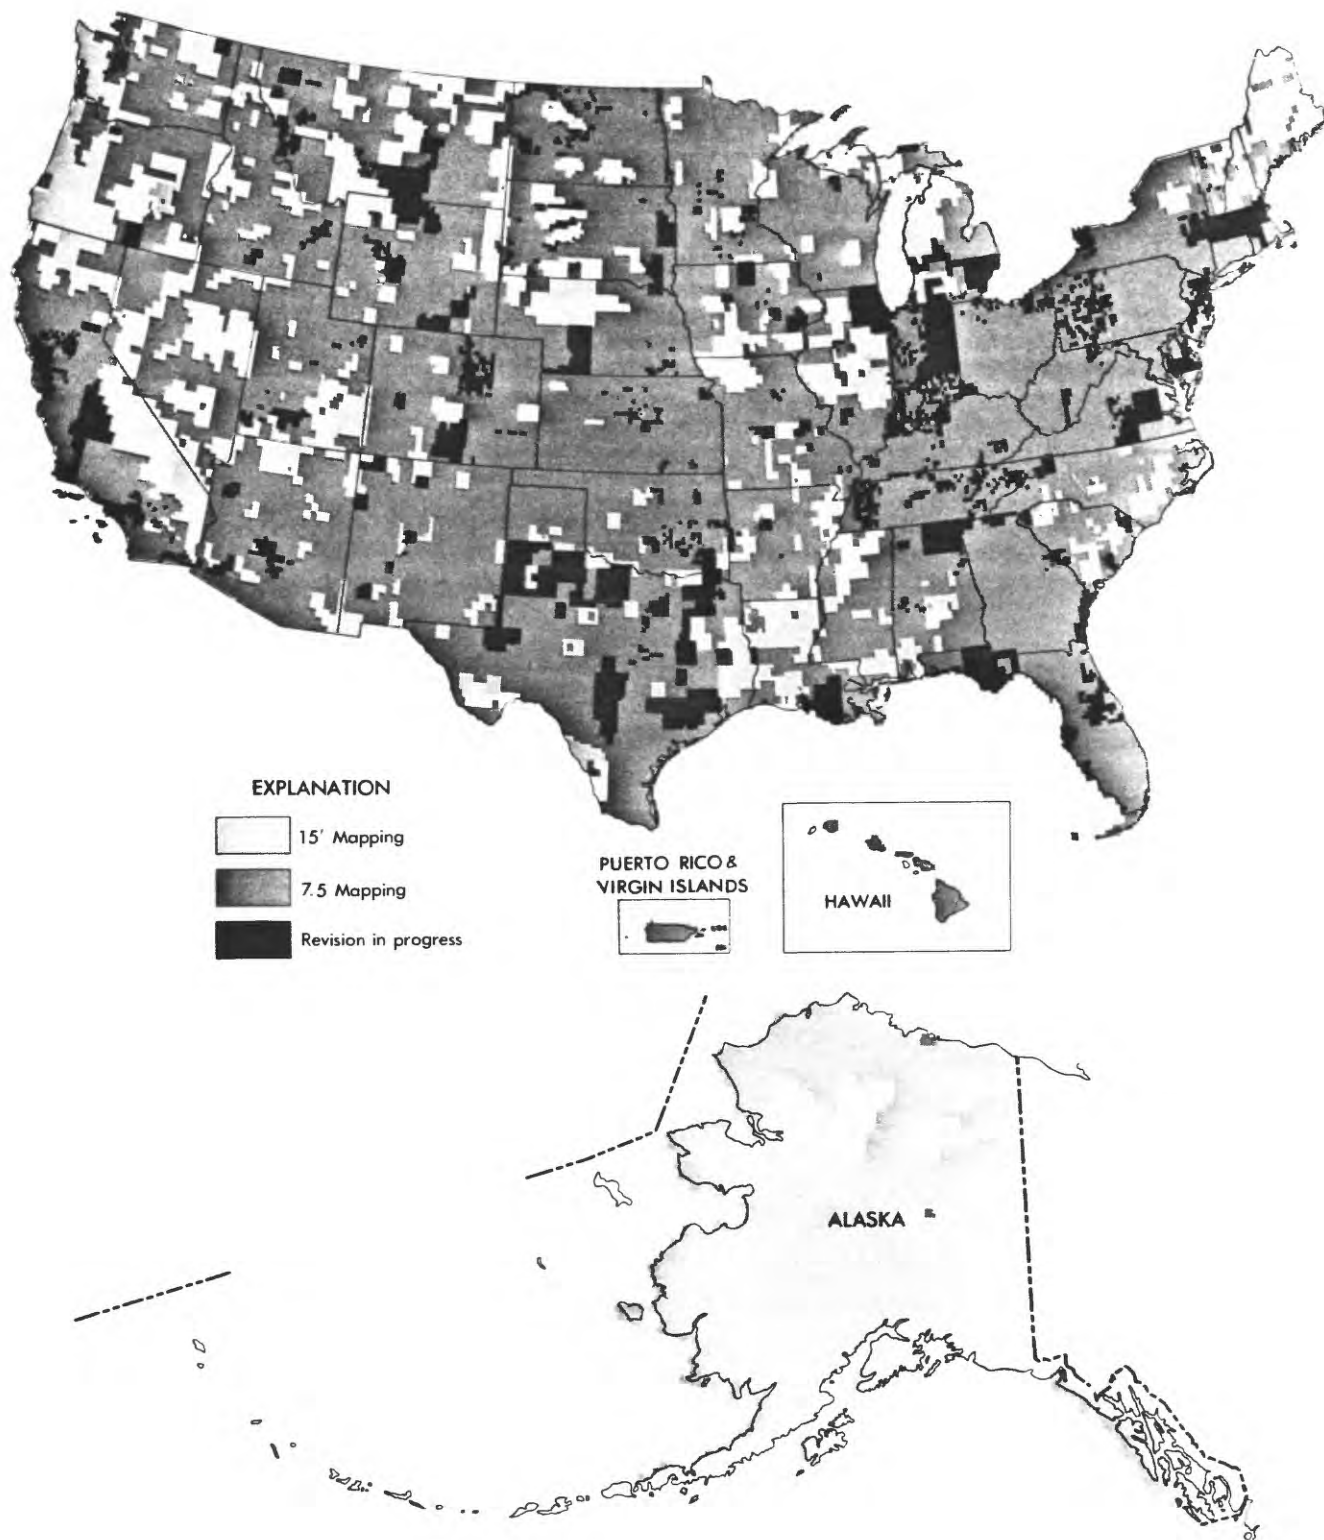 EXPLANATION
15' Mapping
7.5 Mapping
Revision in progress
PUERTO RICO &
VIRGIN ISLANDS
HAWAII
ALASKA